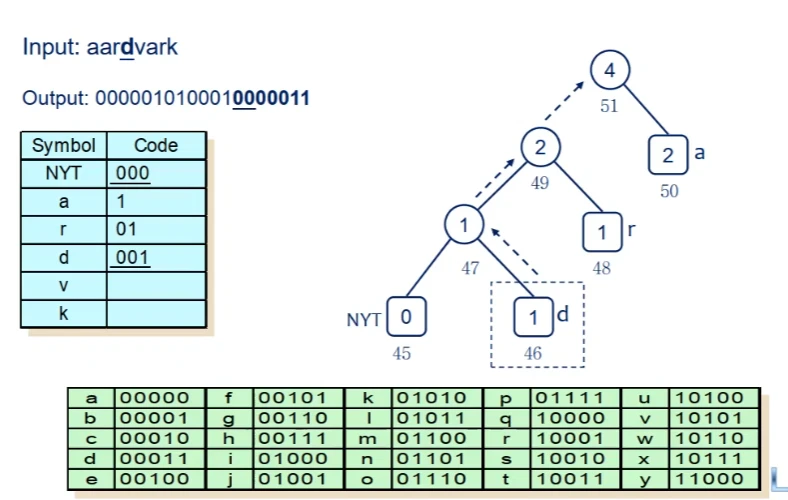 Input: aardvark
Output: 0000010100010000011
Symbol Code
NYT 000
a 1
r 01
d 001
v
k
4
51
2
49
2 a
50
1
47
1 r
48
NYT 0
45
1 d
46
a 00000 f 00101 k 01010 p 01111 u 10100
b 00001 g 00110 l 01011 q 10000 v 10101
c 00010 h 00111 m 01100 r 10001 w 10110
d 00011 i 01000 n 01101 s 10010 x 10111
e 00100 j 01001 o 01110 t 10011 y 11000